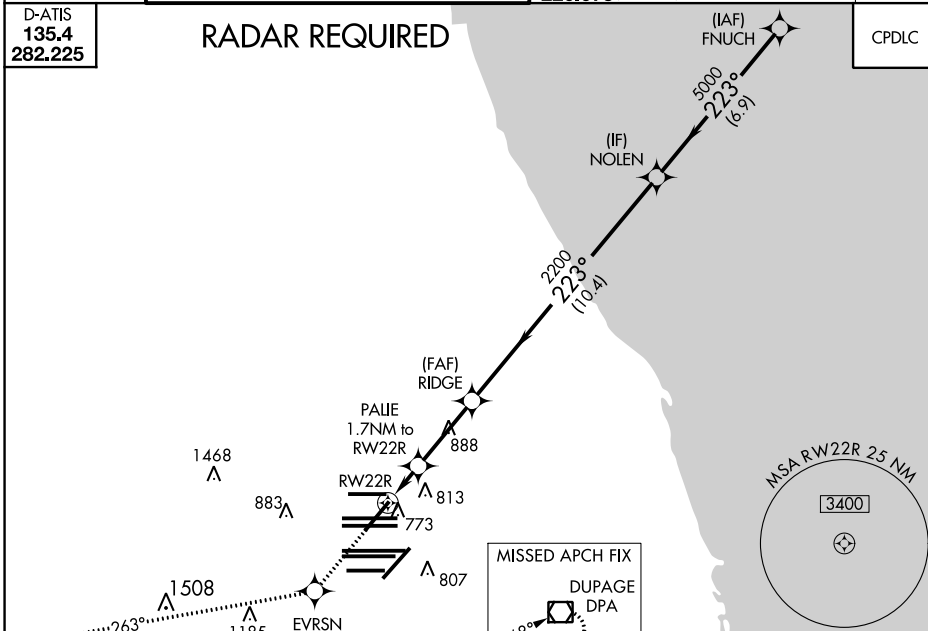 D-ATIS
135.4
282.225
RADAR REQUIRED
(IAF)
FNUCH
CPDLC
5000
223°
(6.9)
(IF)
NOLEN
2200
223°
(10.4)
(FAF)
RIDGE
PALIE
1.7NM to
RW22R
888
1468
RW22R
813
883
773
MSA RW22R 25 NM
3400
MISSED APCH FIX
DUPAGE
DPA
807
1508
263°
EVRSN